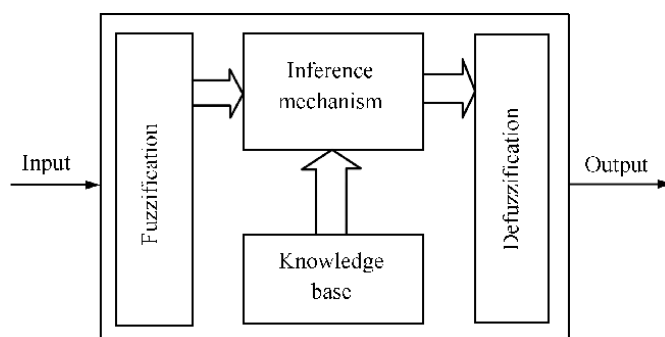 Input
Fuzzification
Inference
mechanism
Knowledge
base
Defuzzification
Output